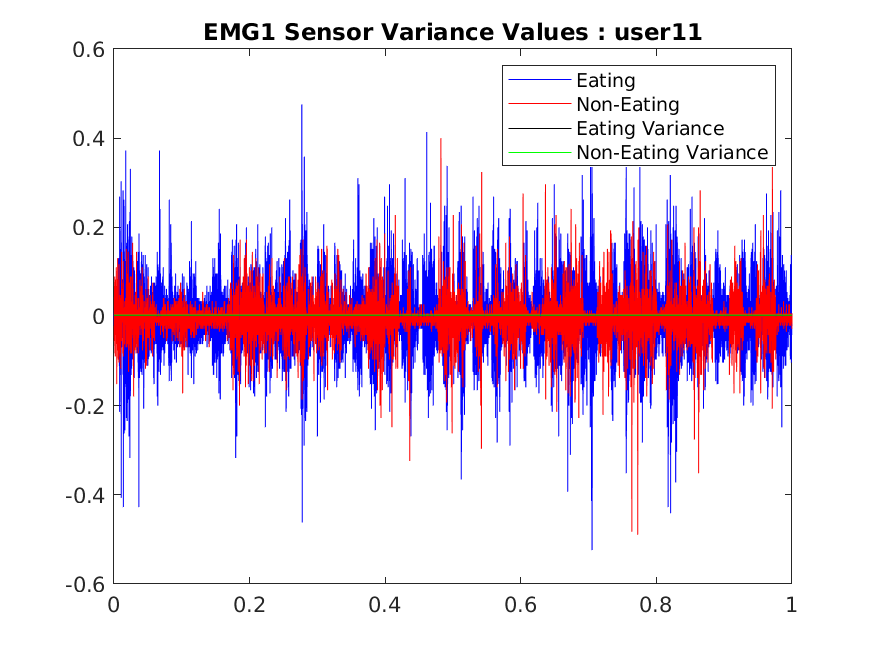 EMG1 Sensor Variance Values : user11
0.6
Eating
Non-Eating
Eating Variance
Non-Eating Variance
0.4
0.2
0
-0.2
-0.4
-0.6
0 0.2 0.4 0.6 0.8 1